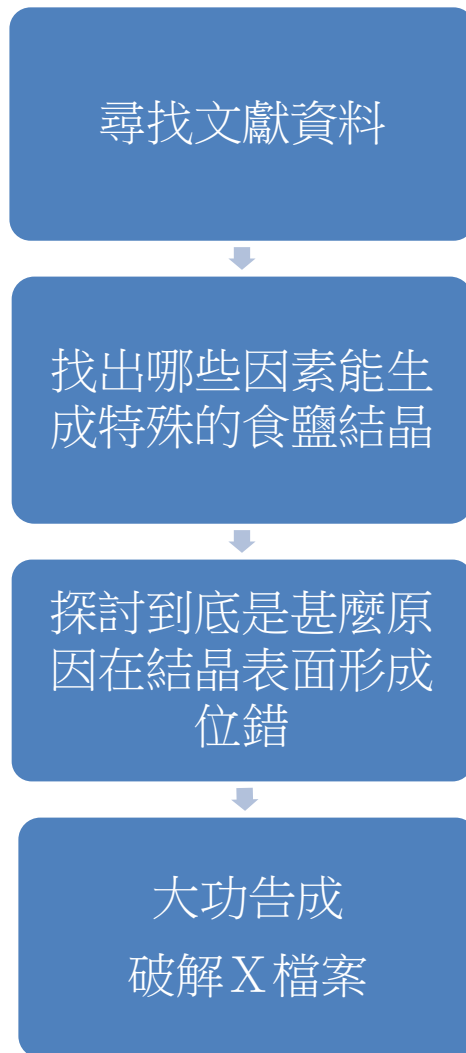 尋找文獻資料
找出哪些因素能生
成特殊的食鹽結晶
探討到底是甚麼原
因在結晶表面形成
位錯
大功告成
破解Ｘ檔案